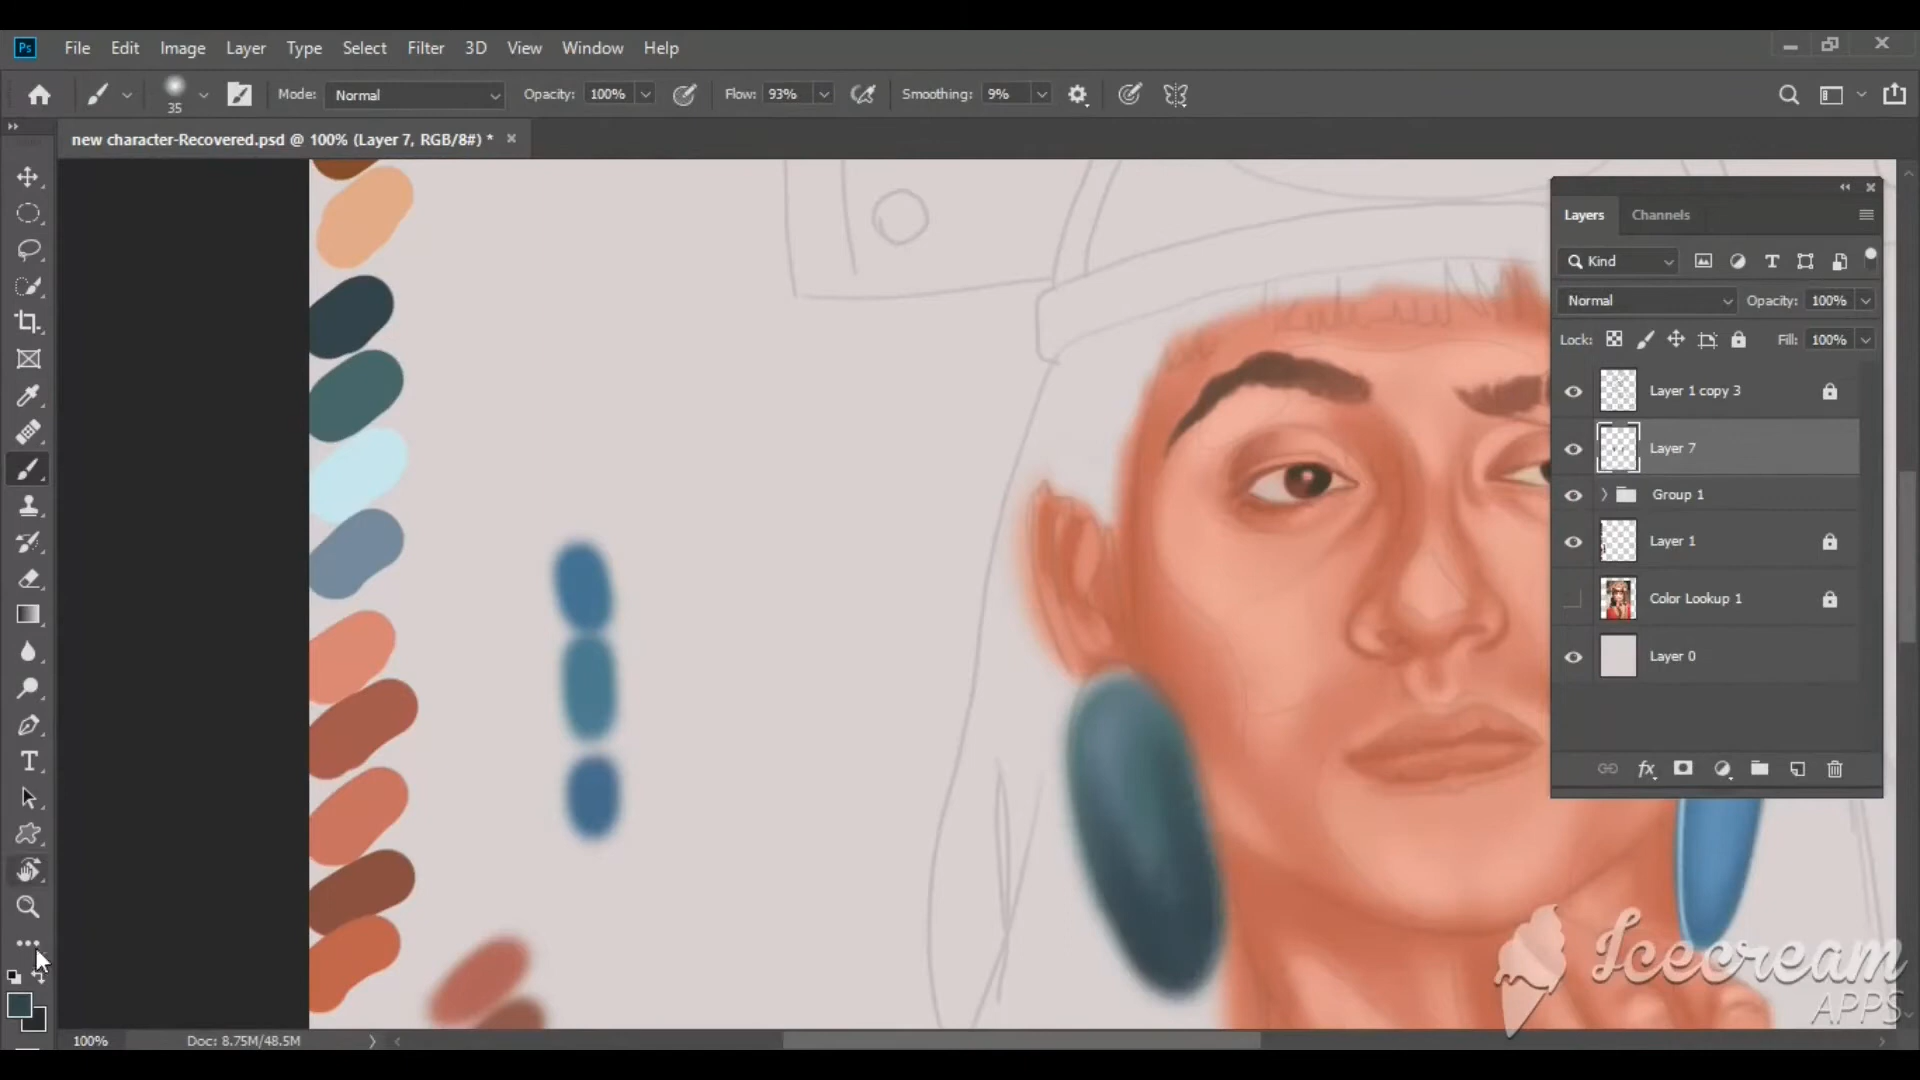 Ps File Edit Image Layer Type Select Filter 3D View Window Help
35 Mode: Normal Opacity: 100% Flow: 93% Smoothing: 9%
new character-Recovered.psd @ 100% (Layer 7, RGB/8#) * ×
Layers Channels
Kind
Normal Opacity: 100%
Lock: Fill: 100%
Layer 1 copy 3
Layer 7
Group 1
Layer 1
Color Lookup 1
Layer 0
fx
Icecream
APPS
100% Doc: 8.75M/48.5M